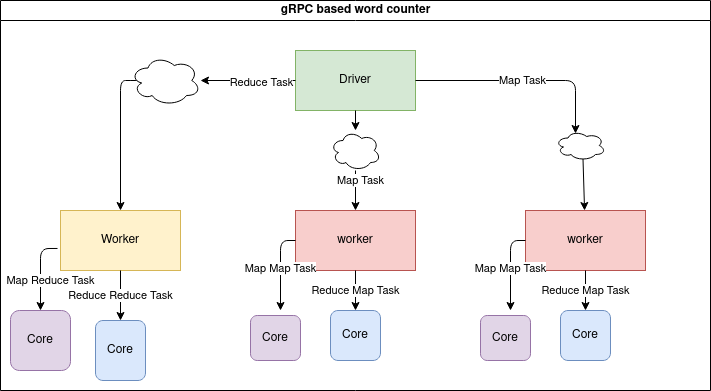 gRPC based word counter
Driver
Reduce Task
Map Task
Map Task
Worker
worker
worker
Map Reduce Task
Reduce Reduce Task
Map Map Task
Reduce Map Task
Map Map Task
Reduce Map Task
Core
Core
Core
Core
Core
Core